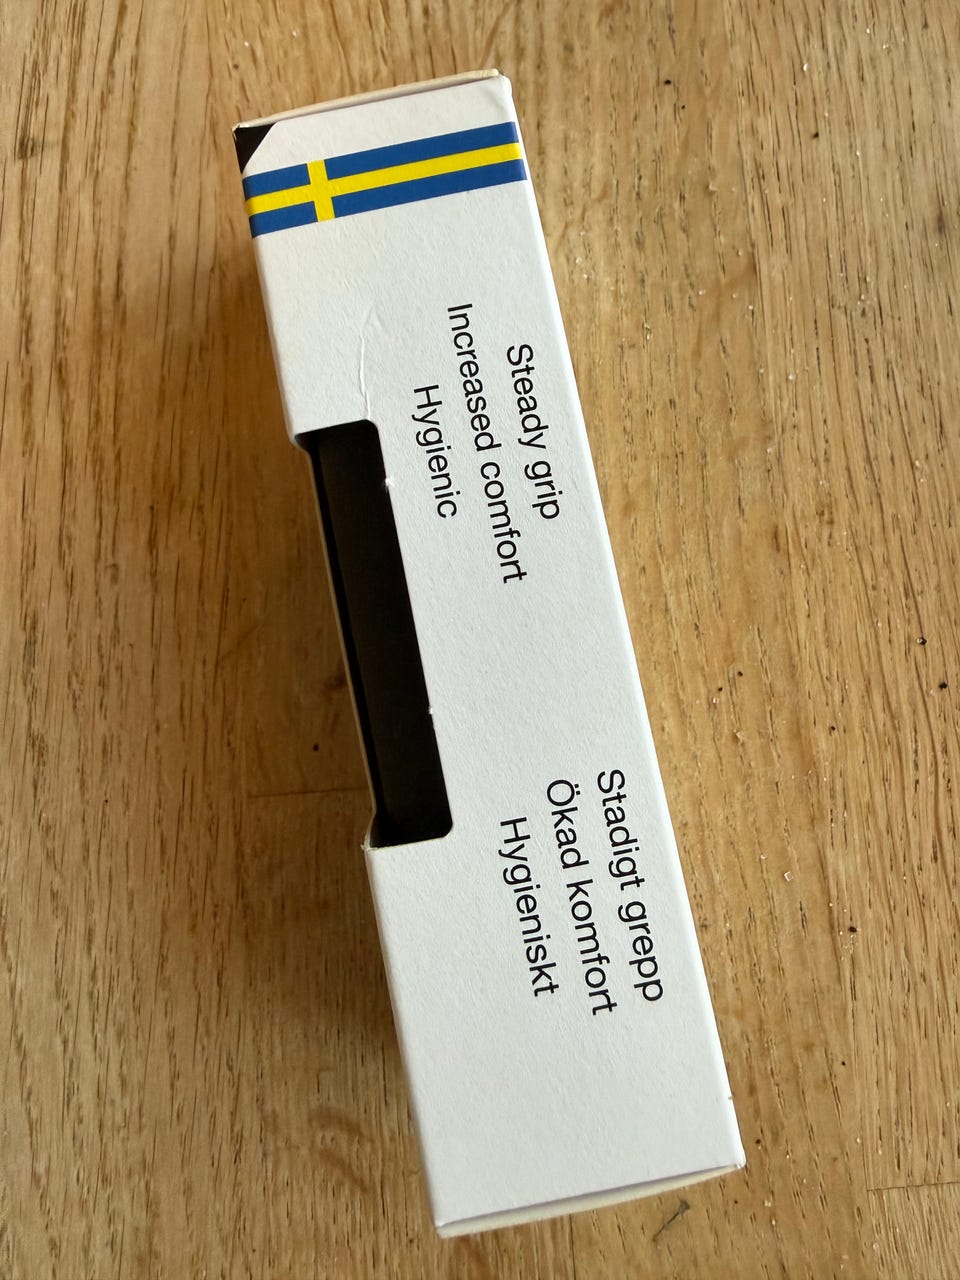 Steady grip
Increased comfort
Hygienic
Stadigt grepp
Ökad komfort
Hygieniskt